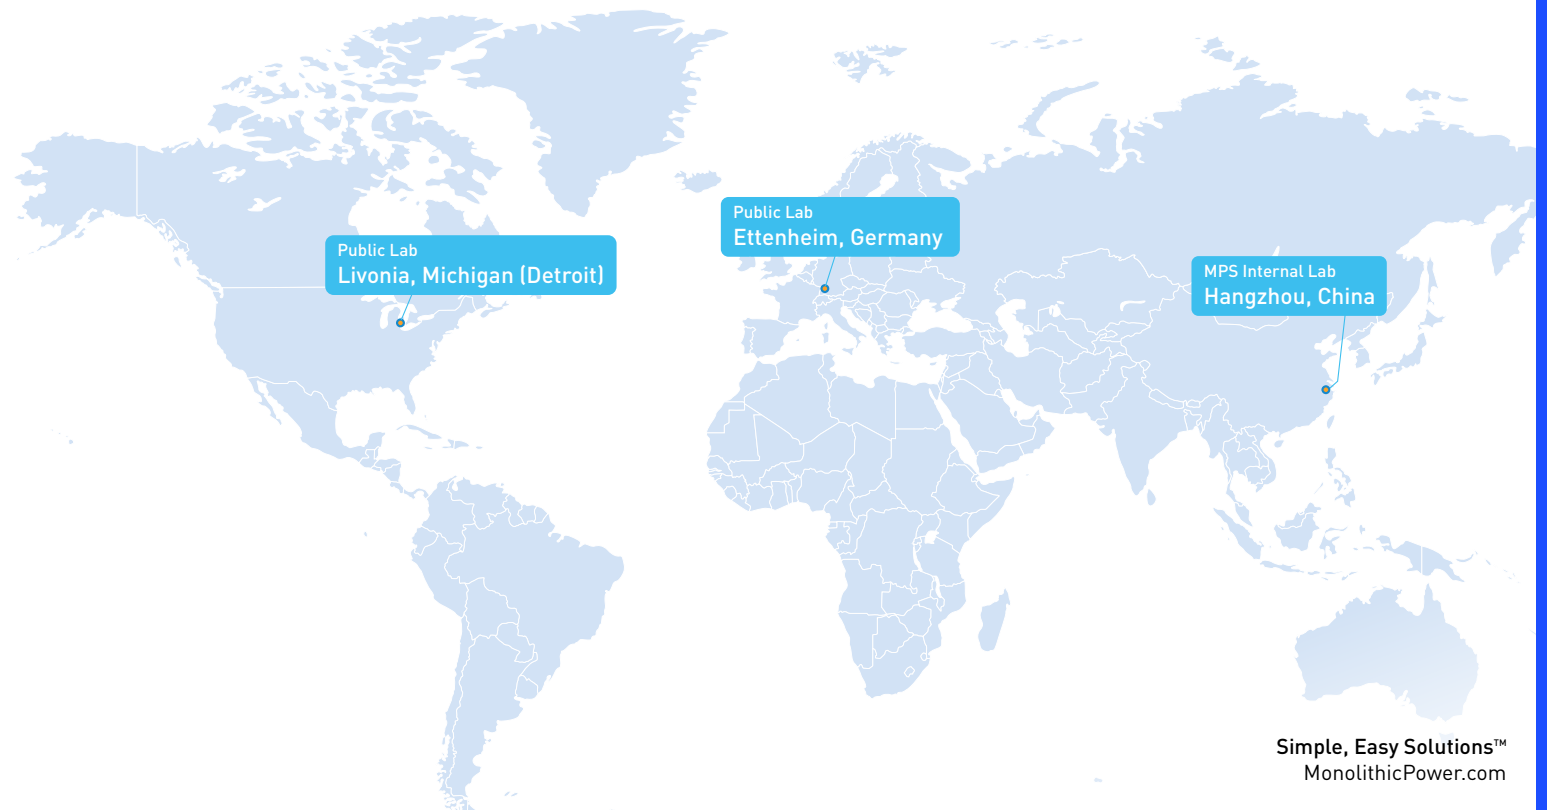 Public Lab
Ettenheim, Germany
Public Lab
Livonia, Michigan (Detroit)
MPS Internal Lab
Hangzhou, China
Simple, Easy Solutions™
MonolithicPower.com